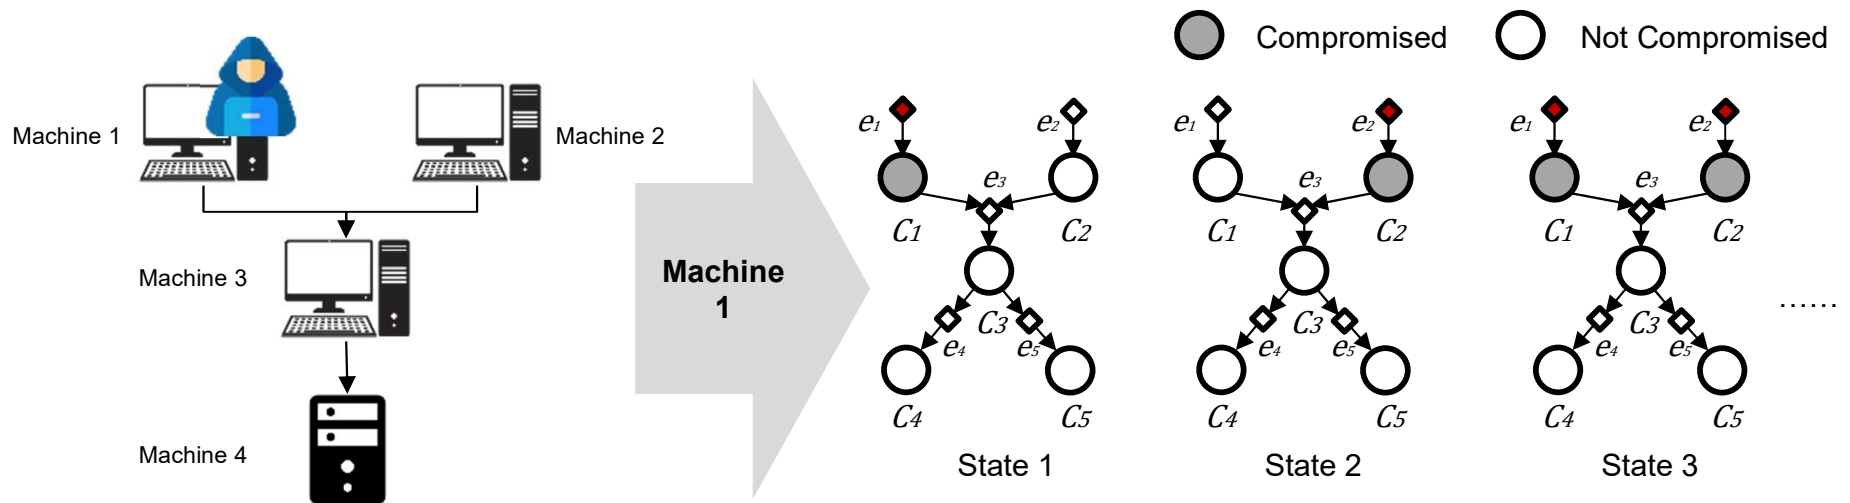 Compromised
Not Compromised
Machine 1
Machine 2
Machine 3
Machine 4
Machine
1
e1
e2
e3
C1
C2
C3
e4
e5
C4
C5
State 1
e1
e2
e3
C1
C2
C3
e4
e5
C4
C5
State 2
e1
e2
e3
C1
C2
C3
e4
e5
C4
C5
State 3
......